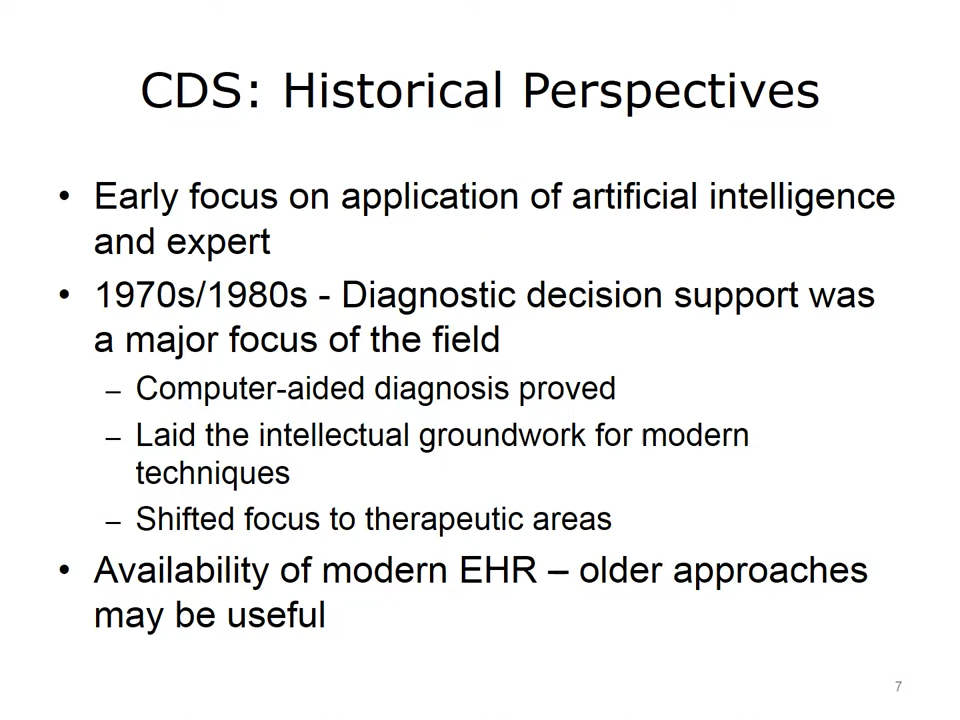 CDS: Historical Perspectives
• Early focus on application of artificial intelligence
and expert
• 1970s/1980s - Diagnostic decision support was
a major focus of the field
– Computer-aided diagnosis proved
– Laid the intellectual groundwork for modern
techniques
– Shifted focus to therapeutic areas
• Availability of modern EHR – older approaches
may be useful
7